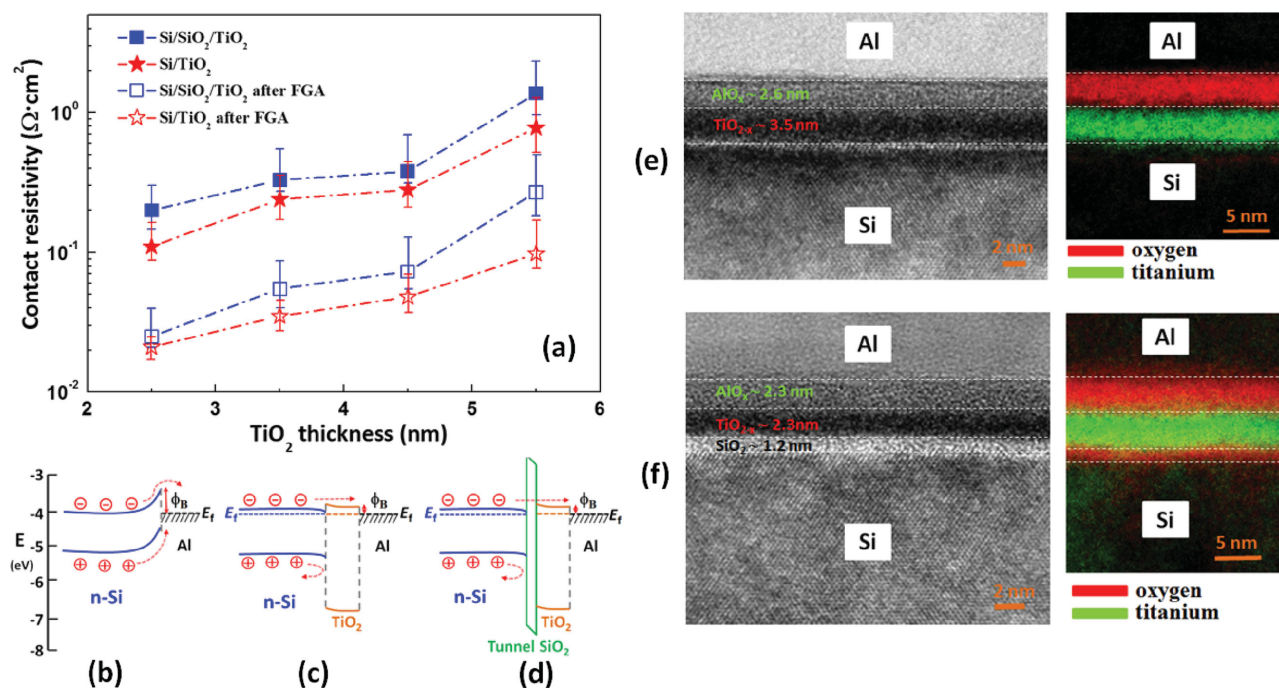 Si/SiO₂/TiO₂
Si/TiO₂
Si/SiO₂/TiO₂ after FGA
Si/TiO₂ after FGA
Contact resistivity (Ω·cm²)
10⁰
10⁻¹
10⁻²
(a)
2 3 4 5 6
TiO₂ thickness (nm)
E
(eV)
-3
-4
-5
-6
-7
-8
ϕB
Ef
Al
n-Si
(b)
Ef
ϕB
Ef
Al
n-Si
TiO₂
(c)
Ef
ϕB
Ef
Al
n-Si
TiO₂
Tunnel SiO₂
(d)
(e)
Al
AlOₓ ~ 2.6 nm
TiO₂₋ₓ ~ 3.5 nm
Si
2 nm
Al
Si
5 nm
oxygen
titanium
(f)
Al
AlOₓ ~ 2.3 nm
TiO₂₋ₓ ~ 2.3nm
SiO₂ ~ 1.2 nm
Si
2 nm
Al
Si
5 nm
oxygen
titanium